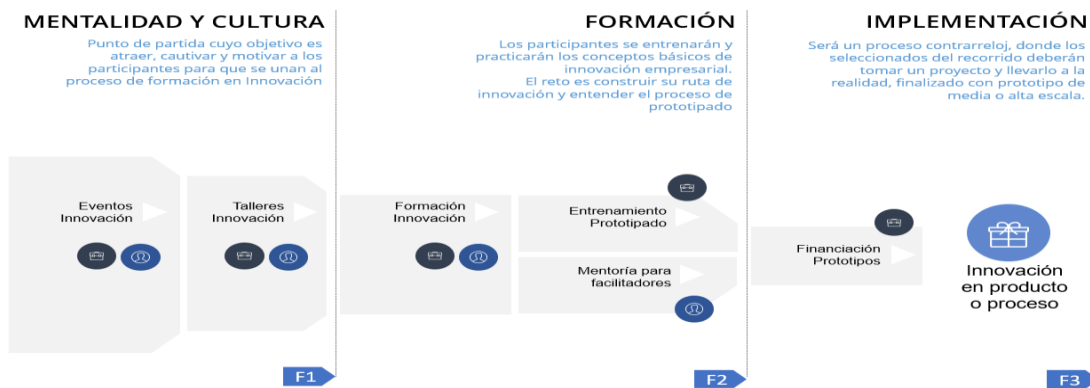 MENTALIDAD Y CULTURA
Punto de partida cuyo objetivo es
atraer, cautivar y motivar a los
participantes para que se unan al
proceso de formación en Innovación
Eventos
Innovación
Talleres
Innovación
F1
FORMACIÓN
Los participantes se entrenarán y
practicarán los conceptos básicos de
innovación empresarial.
El reto es construir su ruta de
innovación y entender el proceso de
prototipado
Formación
Innovación
Entrenamiento
Prototipado
Mentoría para
facilitadores
F2
IMPLEMENTACIÓN
Será un proceso contrarreloj, donde los
seleccionados del recorrido deberán
tomar un proyecto y llevarlo a la
realidad, finalizado con prototipo de
media o alta escala.
Financiación
Prototipos
Innovación
en producto
o proceso
F3